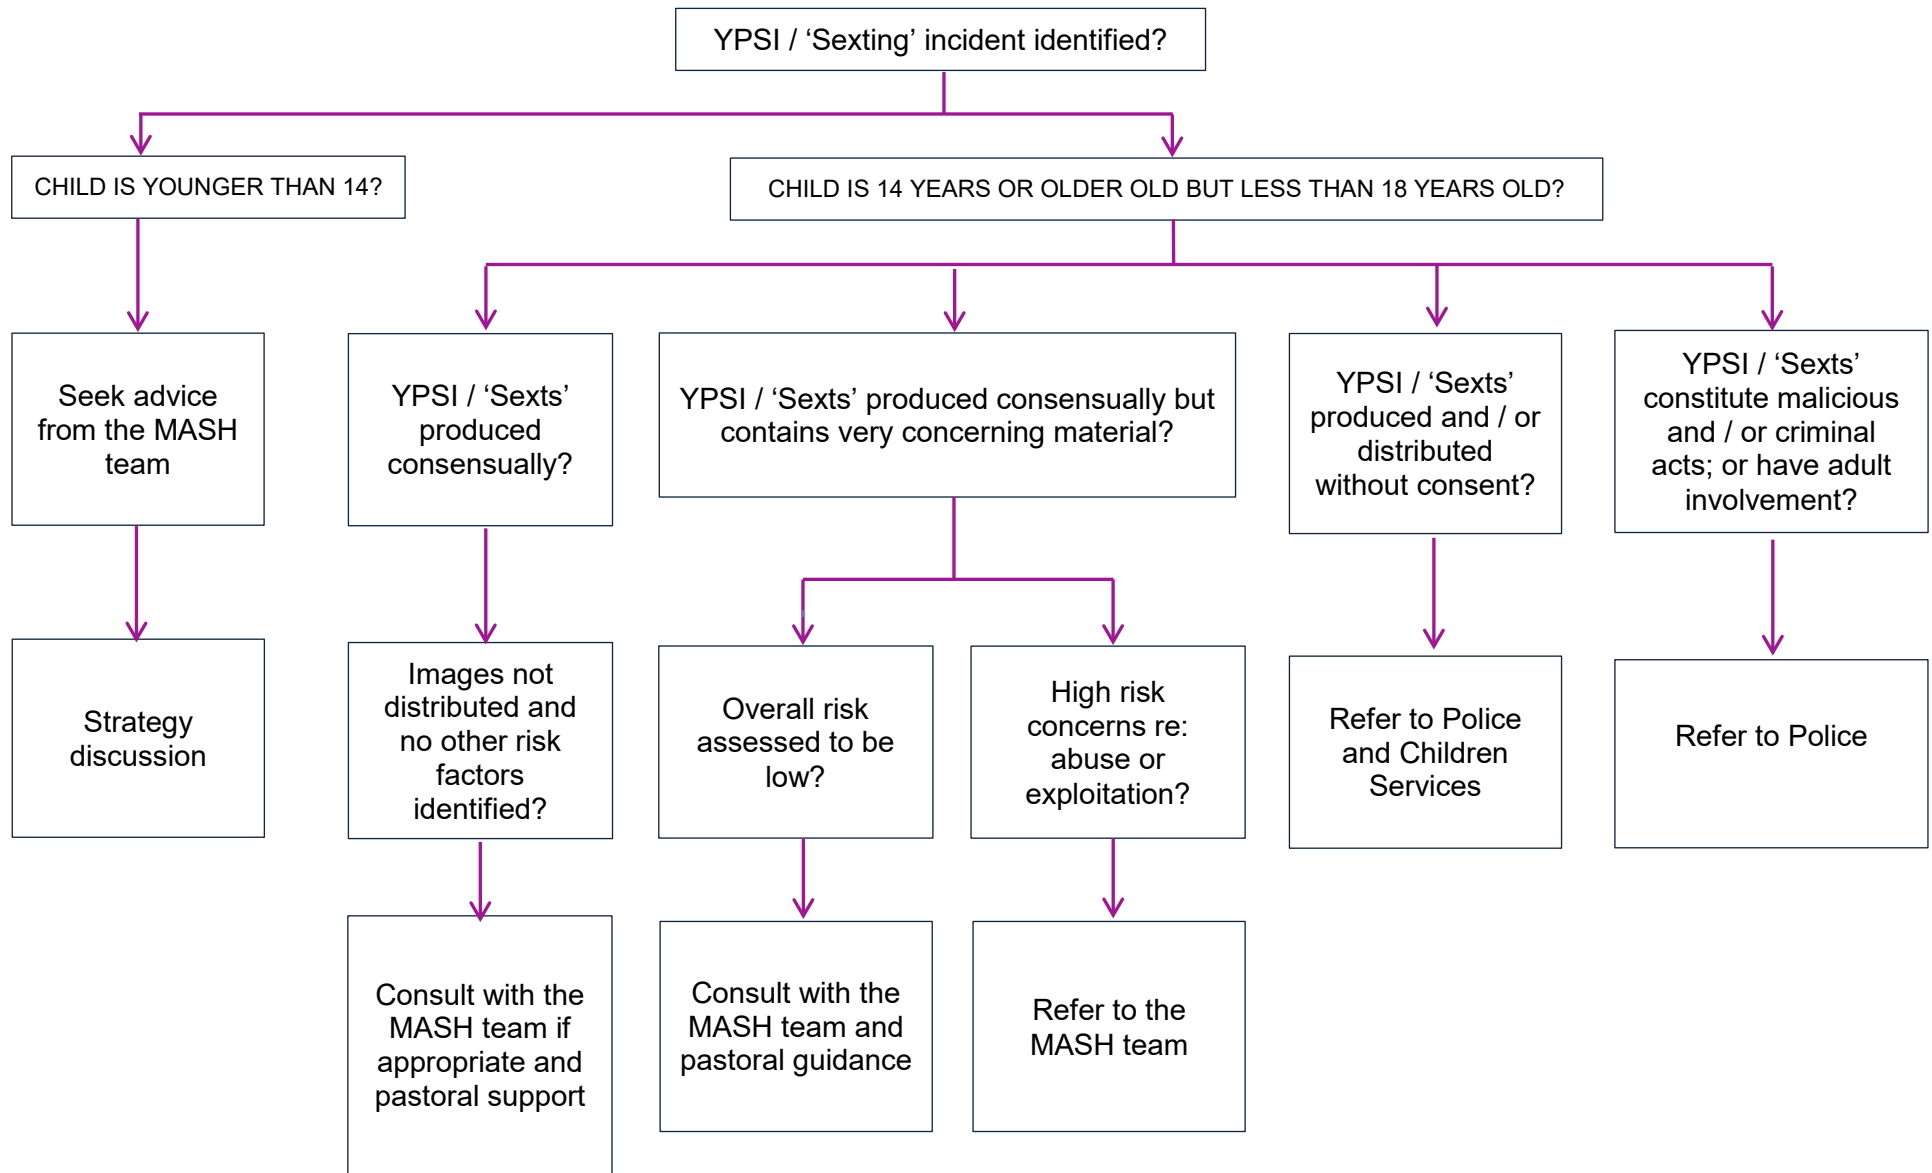 YPSI / ‘Sexting’ incident identified?
CHILD IS YOUNGER THAN 14?
CHILD IS 14 YEARS OR OLDER OLD BUT LESS THAN 18 YEARS OLD?
Seek advice
from the MASH
team
YPSI / ‘Sexts’
produced
consensually?
YPSI / ‘Sexts’ produced consensually but
contains very concerning material?
YPSI / ‘Sexts’
produced and / or
distributed
without consent?
YPSI / ‘Sexts’
constitute malicious
and / or criminal
acts; or have adult
involvement?
Strategy
discussion
Images not
distributed and
no other risk
factors
identified?
Overall risk
assessed to be
low?
High risk
concerns re:
abuse or
exploitation?
Refer to Police
and Children
Services
Refer to Police
Consult with the
MASH team if
appropriate and
pastoral support
Consult with the
MASH team and
pastoral guidance
Refer to the
MASH team